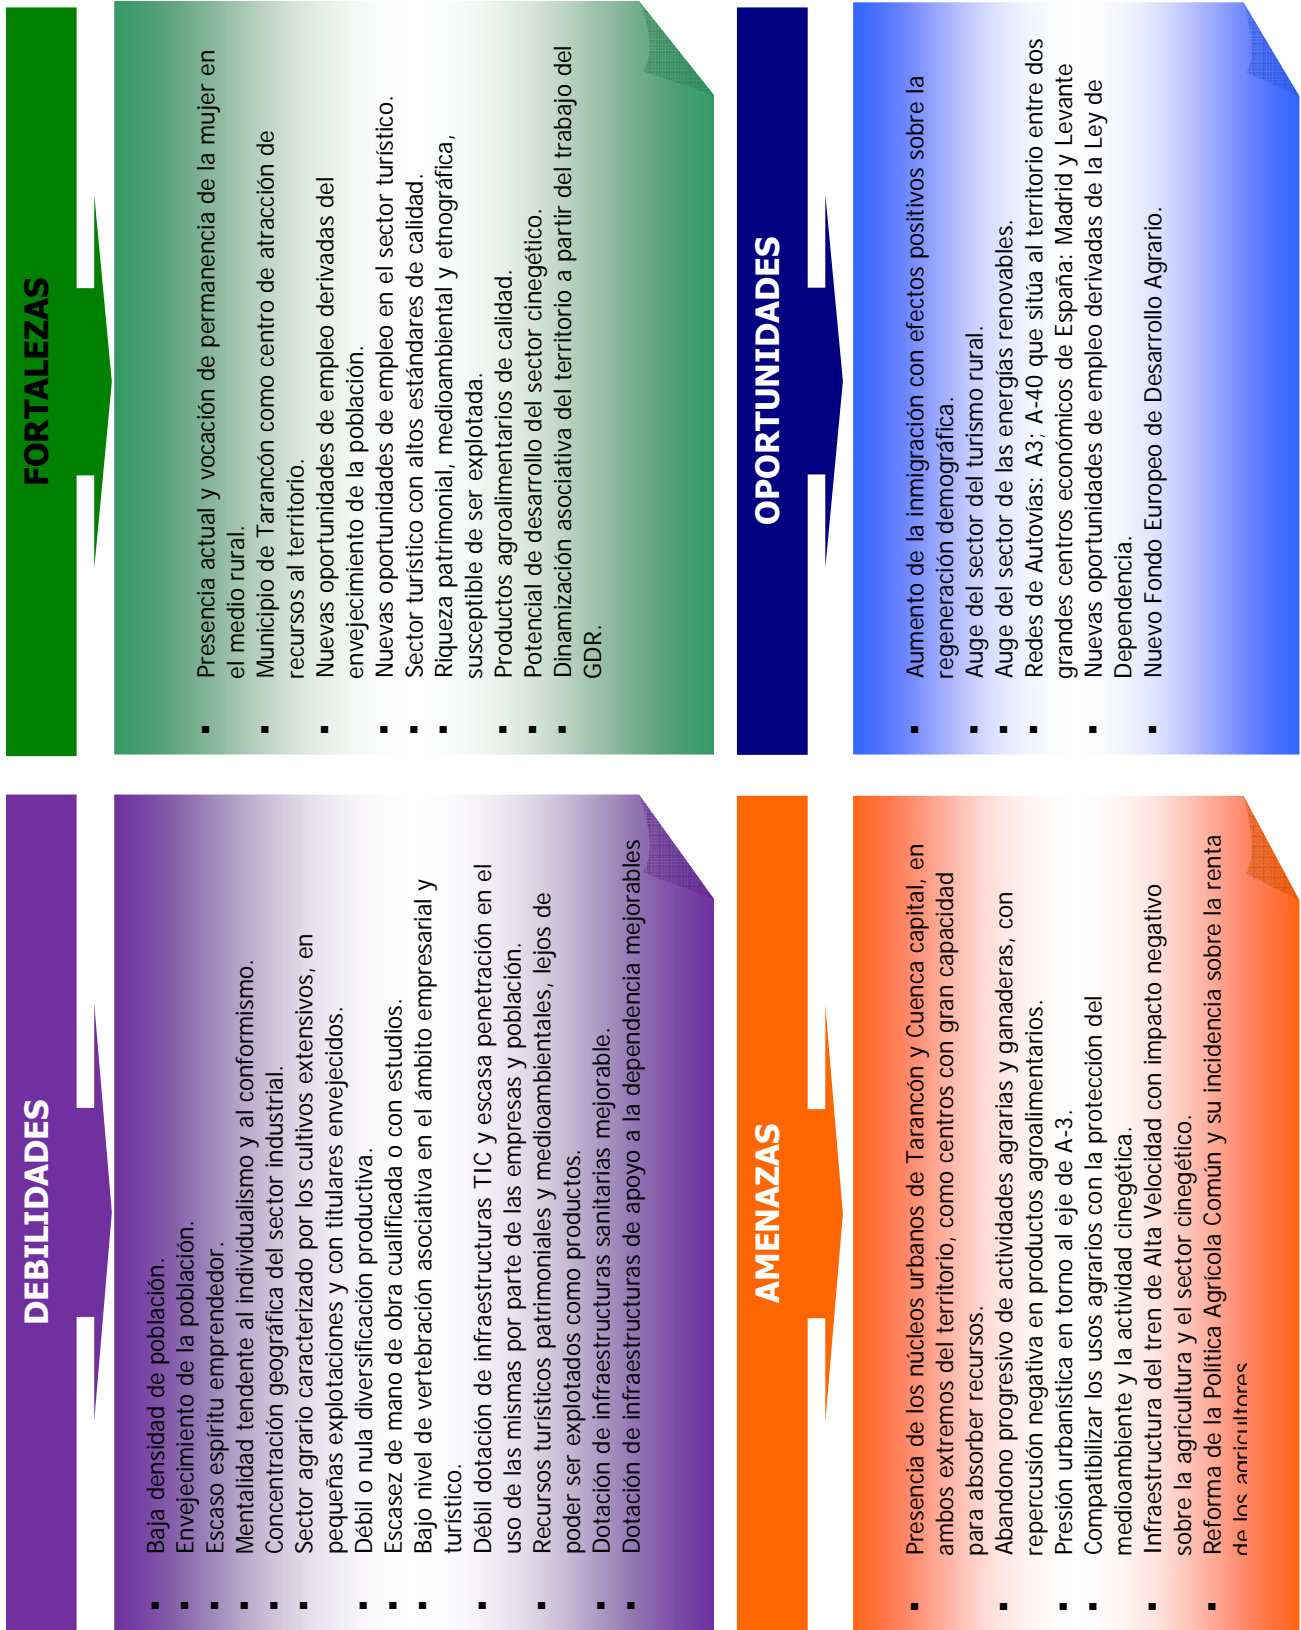 DEBILIDADES
▪ Baja densidad de población.
▪ Envejecimiento de la población.
▪ Escaso espíritu emprendedor.
▪ Mentalidad tendente al individualismo y al conformismo.
▪ Concentración geográfica del sector industrial.
▪ Sector agrario caracterizado por los cultivos extensivos, en
pequeñas explotaciones y con titulares envejecidos.
▪ Débil o nula diversificación productiva.
▪ Escasez de mano de obra cualificada o con estudios.
▪ Bajo nivel de vertebración asociativa en el ámbito empresarial y
turístico.
▪ Débil dotación de infraestructuras TIC y escasa penetración en el
uso de las mismas por parte de las empresas y población.
▪ Recursos turísticos patrimoniales y medioambientales, lejos de
poder ser explotados como productos.
▪ Dotación de infraestructuras sanitarias mejorable.
▪ Dotación de infraestructuras de apoyo a la dependencia mejorables
FORTALEZAS
▪ Presencia actual y vocación de permanencia de la mujer en
el medio rural.
▪ Municipio de Tarancón como centro de atracción de
recursos al territorio.
▪ Nuevas oportunidades de empleo derivadas del
envejecimiento de la población.
▪ Nuevas oportunidades de empleo en el sector turístico.
▪ Sector turístico con altos estándares de calidad.
▪ Riqueza patrimonial, medioambiental y etnográfica,
susceptible de ser explotada.
▪ Productos agroalimentarios de calidad.
▪ Potencial de desarrollo del sector cinegético.
▪ Dinamización asociativa del territorio a partir del trabajo del
GDR.
AMENAZAS
▪ Presencia de los núcleos urbanos de Tarancón y Cuenca capital, en
ambos extremos del territorio, como centros con gran capacidad
para absorber recursos.
▪ Abandono progresivo de actividades agrarias y ganaderas, con
repercusión negativa en productos agroalimentarios.
▪ Presión urbanística en torno al eje de A-3.
▪ Compatibilizar los usos agrarios con la protección del
medioambiente y la actividad cinegética.
▪ Infraestructura del tren de Alta Velocidad con impacto negativo
sobre la agricultura y el sector cinegético.
▪ Reforma de la Política Agrícola Común y su incidencia sobre la renta
de los agricultores
OPORTUNIDADES
▪ Aumento de la inmigración con efectos positivos sobre la
regeneración demográfica.
▪ Auge del sector del turismo rural.
▪ Auge del sector de las energías renovables.
▪ Redes de Autovías: A3; A-40 que sitúa al territorio entre dos
grandes centros económicos de España: Madrid y Levante
▪ Nuevas oportunidades de empleo derivadas de la Ley de
Dependencia.
▪ Nuevo Fondo Europeo de Desarrollo Agrario.